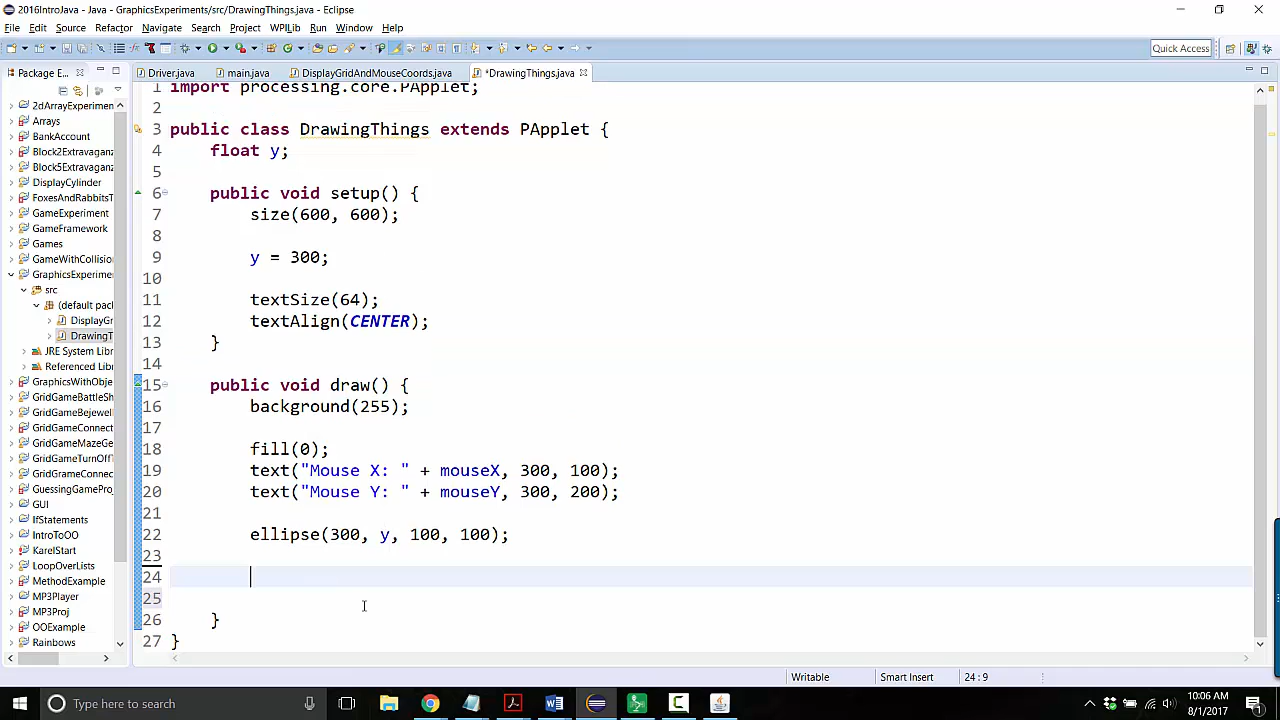 2016IntroJava - Java - GraphicsExperiments/src/DrawingThings.java - Eclipse
File Edit Source Refactor Navigate Search Project WPILib Run Window Help
Quick Access
Package E...
Driver.java main.java DisplayGridAndMouseCoords.java *DrawingThings.java
2dArrayExperimen
Arrays
BankAccount
Block2Extravagan
Block5Extravagan
DisplayCylinder
FoxesAndRabbitsT
GameExperiment
GameFramework
Games
GameWithCollisio
GraphicsExperime
src
(default pac
DisplayGr
DrawingT
JRE System Libr
Referenced Libr
GraphicsWithObje
GridGameBattleSh
GridGameBejewel
GridGameConnect
GridGameMazeGe
GridGameTurnOff
GridGrameConnec
GuessingGamePro
GUI
IfStatements
IntroToOO
KarelStart
LoopOverLists
MethodExample
MP3Player
MP3Proj
OOExample
Rainbows
1 import processing.core.PApplet;
2
3 public class DrawingThings extends PApplet {
4 float y;
5
6 public void setup() {
7 size(600, 600);
8
9 y = 300;
10
11 textSize(64);
12 textAlign(CENTER);
13 }
14
15 public void draw() {
16 background(255);
17
18 fill(0);
19 text("Mouse X: " + mouseX, 300, 100);
20 text("Mouse Y: " + mouseY, 300, 200);
21
22 ellipse(300, y, 100, 100);
23
24
25
26 }
27 }
Writable Smart Insert 24 : 9
Type here to search
10:06 AM
8/1/2017